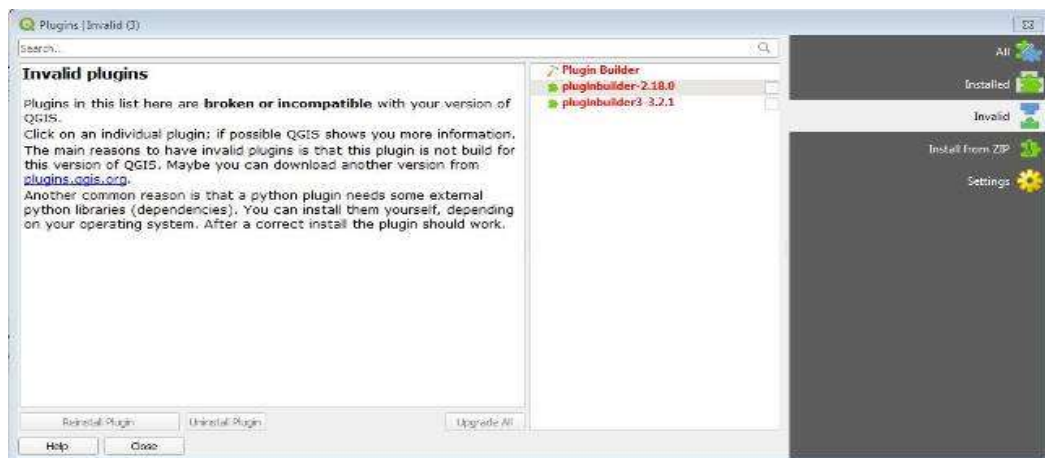 Plugins | Invalid (3)
Search...
Invalid plugins
Plugins in this list here are broken or incompatible with your version of
QGIS.
Click on an individual plugin; if possible QGIS shows you more information.
The main reasons to have invalid plugins is that this plugin is not build for
this version of QGIS. Maybe you can download another version from
plugins.qgis.org.
Another common reason is that a python plugin needs some external
python libraries (dependencies). You can install them yourself, depending
on your operating system. After a correct install the plugin should work.
Reinstall Plugin
Uninstall Plugin
Upgrade All
Help
Close
Plugin Builder
pluginbuilder-2.18.0
pluginbuilder3-3.2.1
All
Installed
Invalid
Install from ZIP
Settings